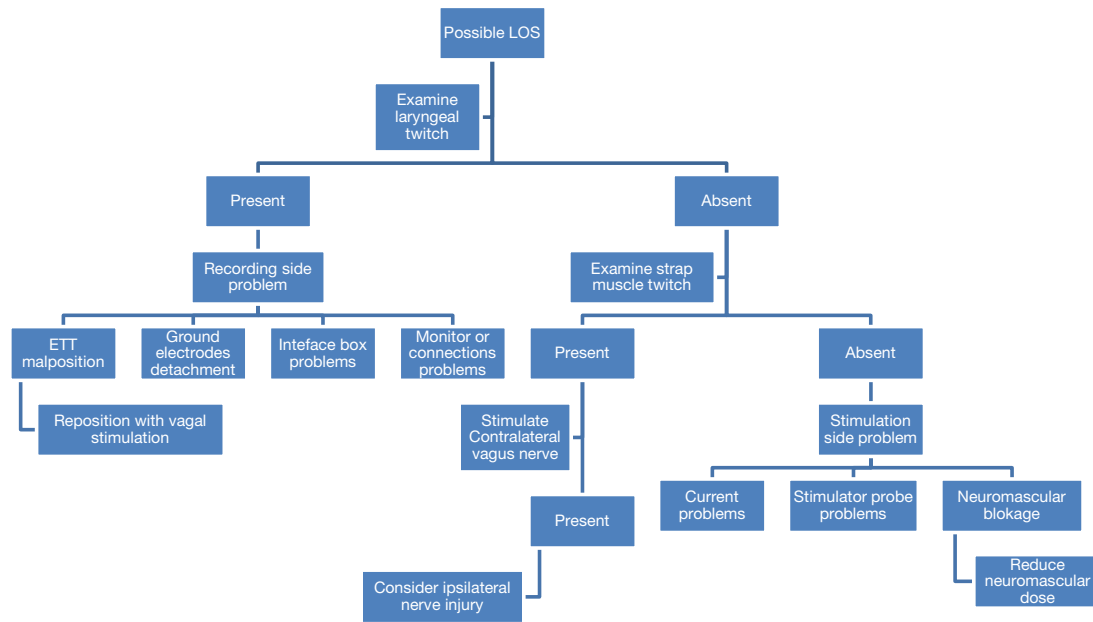 Possible LOS
Examine
laryngeal
twitch
Present
Absent
Recording side
problem
Examine strap
muscle twitch
ETT
malposition
Ground
electrodes
detachment
Inteface box
problems
Monitor or
connections
problems
Present
Absent
Reposition with vagal
stimulation
Stimulate
Contralateral
vagus nerve
Stimulation
side problem
Current
problems
Stimulator probe
problems
Neuromascular
blokage
Present
Consider ipsilateral
nerve injury
Reduce
neuromascular
dose